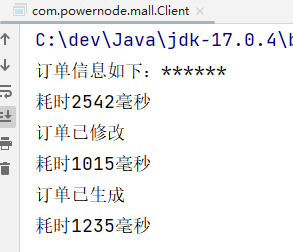 com.powernode.mall.Client
C:\dev\Java\jdk-17.0.4\b
订单信息如下：******
耗时2542毫秒
订单已修改
耗时1015毫秒
订单已生成
耗时1235毫秒